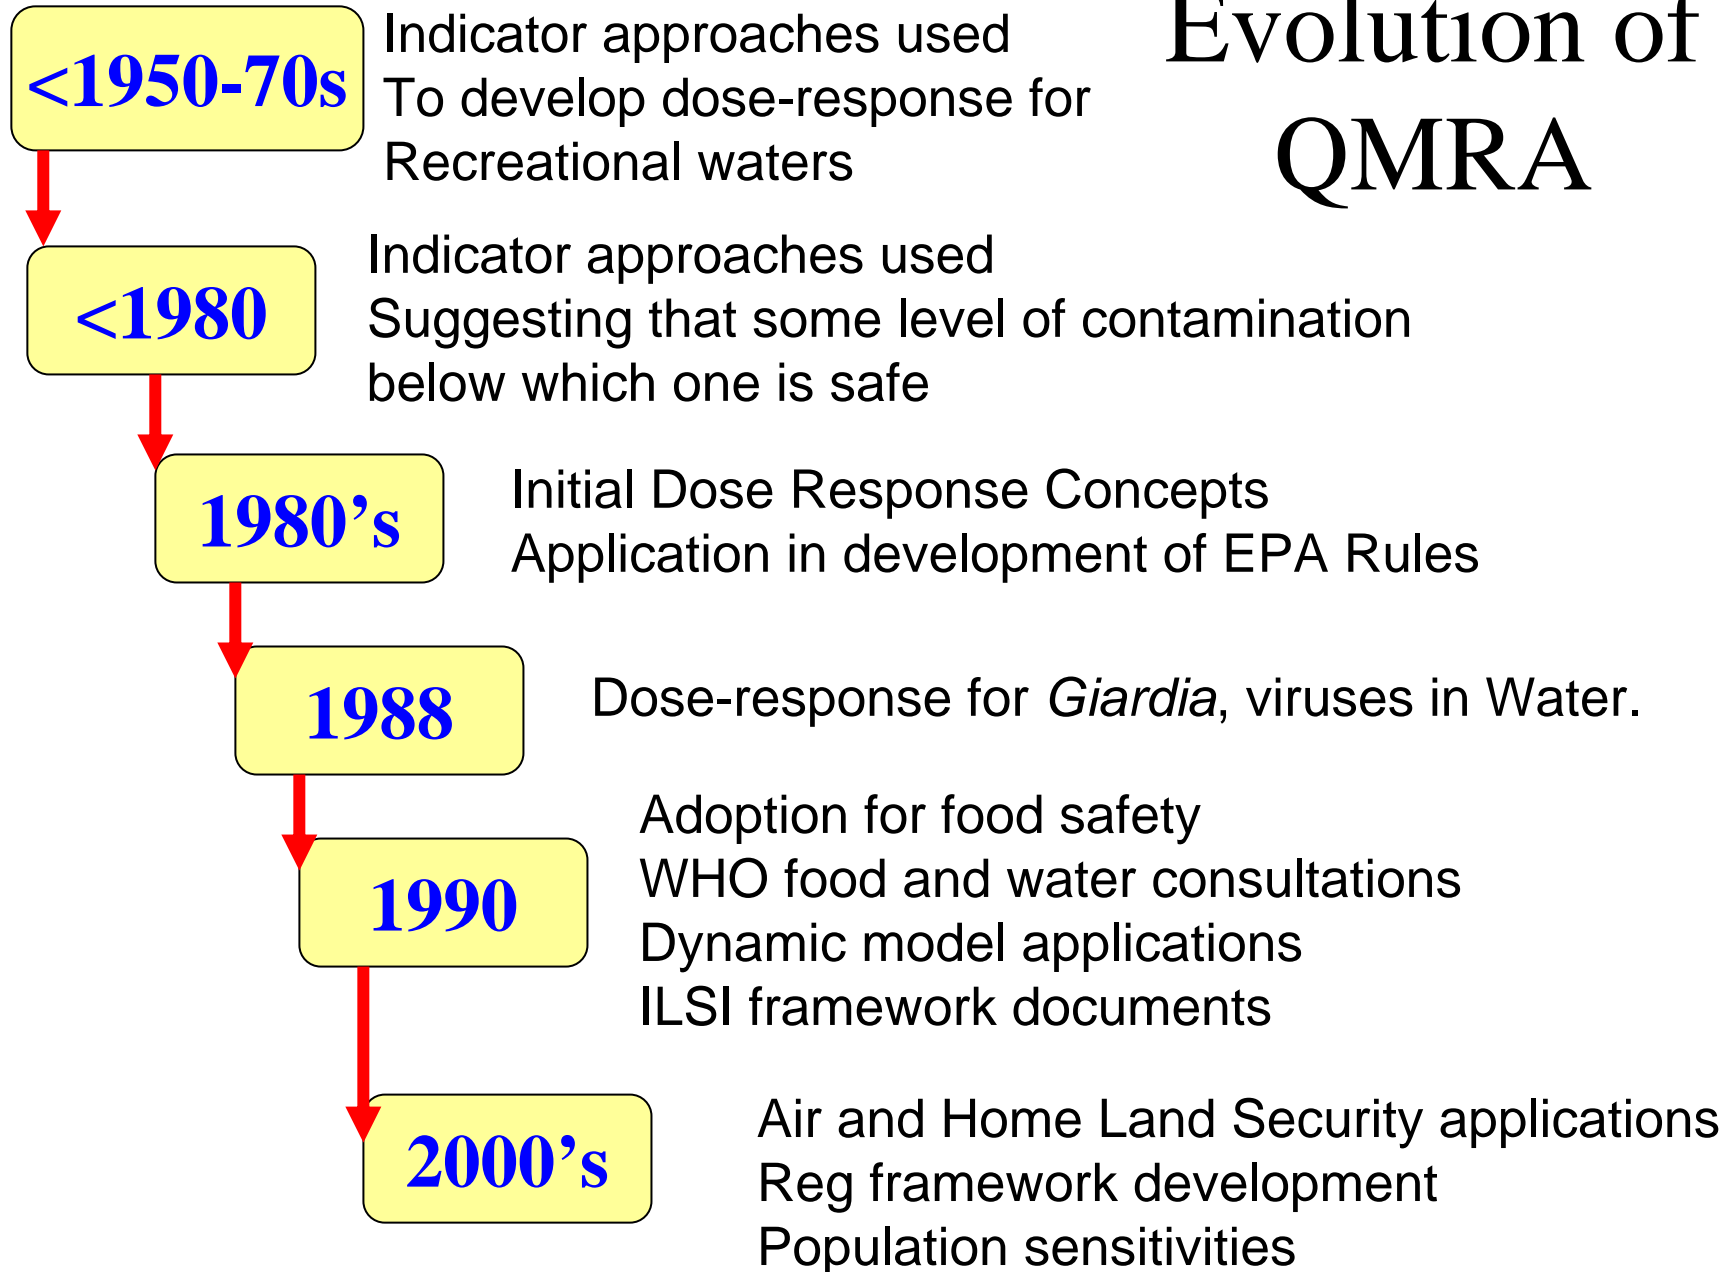 Evolution of
QMRA
<1950-70s
Indicator approaches used
To develop dose-response for
Recreational waters
<1980
Indicator approaches used
Suggesting that some level of contamination
below which one is safe
1980’s
Initial Dose Response Concepts
Application in development of EPA Rules
1988
Dose-response for Giardia, viruses in Water.
1990
Adoption for food safety
WHO food and water consultations
Dynamic model applications
ILSI framework documents
2000’s
Air and Home Land Security applications
Reg framework development
Population sensitivities